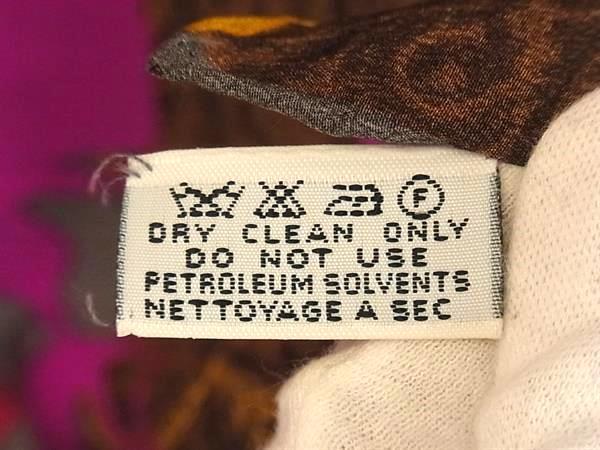 F
DRY CLEAN ONLY
DO NOT USE
PETROLEUM SOLVENTS
NETTOYAGE A SEC